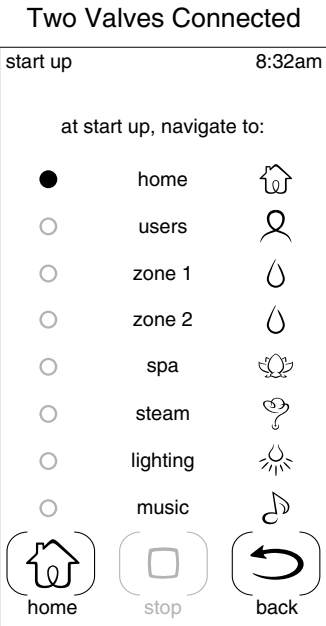 Two Valves Connected
start up 8:32am
at start up, navigate to:
home
users
zone 1
zone 2
spa
steam
lighting
music
home stop back